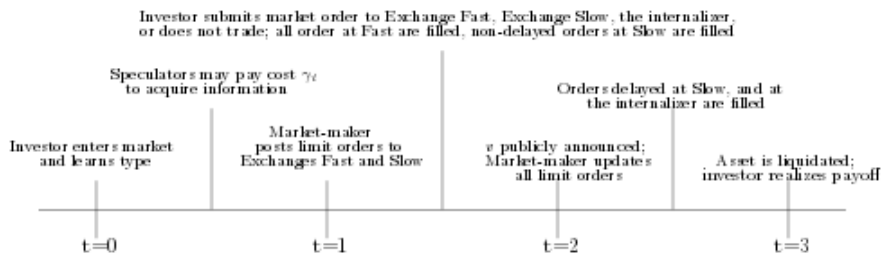 Investor submits market order to Exchange Fast, Exchange Slow, the internalizer,
or does not trade; all order at Fast are filled, non-delayed orders at Slow are filled
Speculators may pay cost γᵢ
to acquire information
Orders delayed at Slow, and at
the internalizer are filled
Investor enters market
and learns type
Market-maker
posts limit orders to
Exchanges Fast and Slow
v publicly announced;
Market-maker updates
all limit orders
Asset is liquidated;
investor realizes payoff
t=0
t=1
t=2
t=3